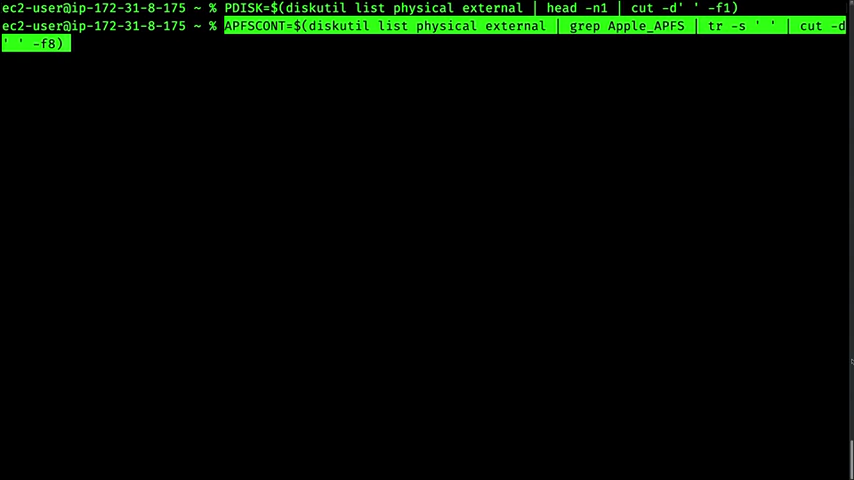 ec2-user@ip-172-31-8-175 ~ % PDISK=$(diskutil list physical external | head -n1 | cut -d' ' -f1)
ec2-user@ip-172-31-8-175 ~ % APFSCONT=$(diskutil list physical external | grep Apple_APFS | tr -s ' ' | cut -d
' ' -f8)